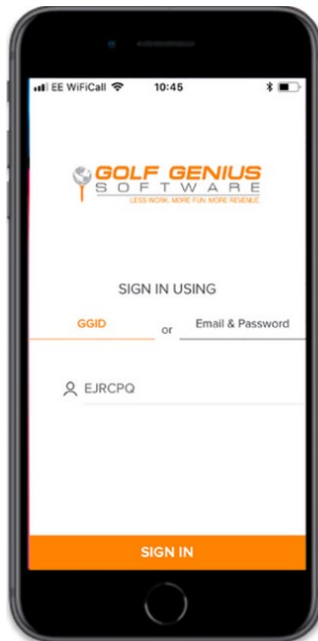 EE WiFiCall 10:45
GOLF GENIUS
SOFTWARE
LESS WORK. MORE FUN. MORE REVENUE.
SIGN IN USING
GGID or Email & Password
EJRCPQ
SIGN IN